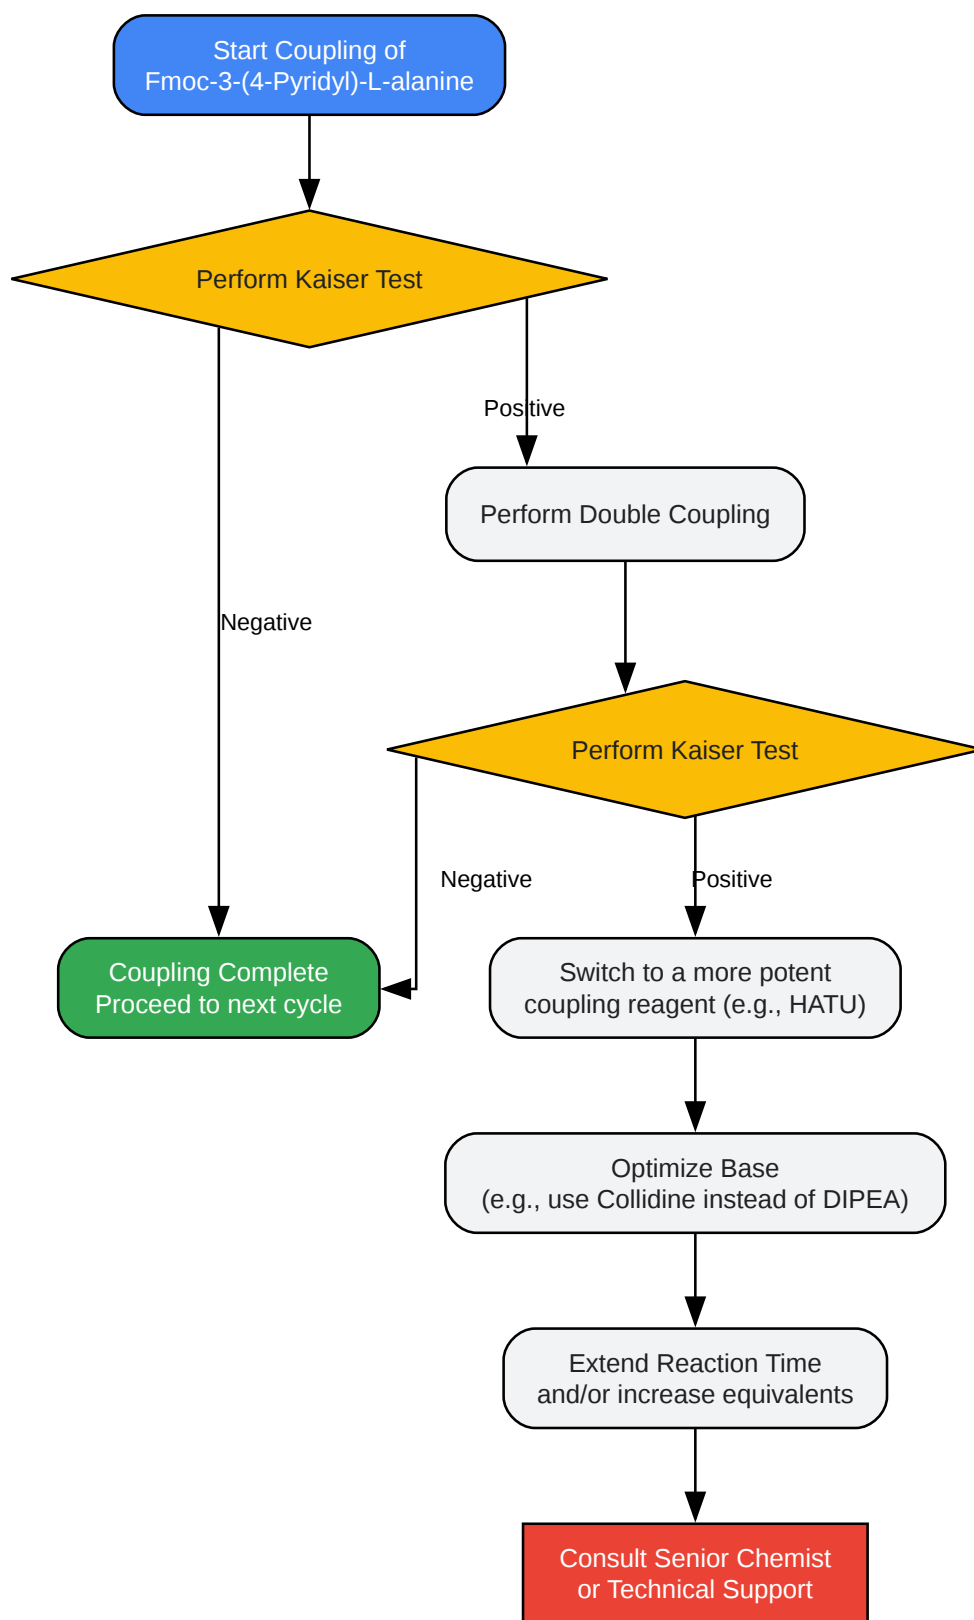 Start Coupling of
Fmoc-3-(4-Pyridyl)-L-alanine
Perform Kaiser Test
Positive
Perform Double Coupling
Negative
Perform Kaiser Test
Negative
Positive
Coupling Complete
Proceed to next cycle
Switch to a more potent
coupling reagent (e.g., HATU)
Optimize Base
(e.g., use Collidine instead of DIPEA)
Extend Reaction Time
and/or increase equivalents
Consult Senior Chemist
or Technical Support